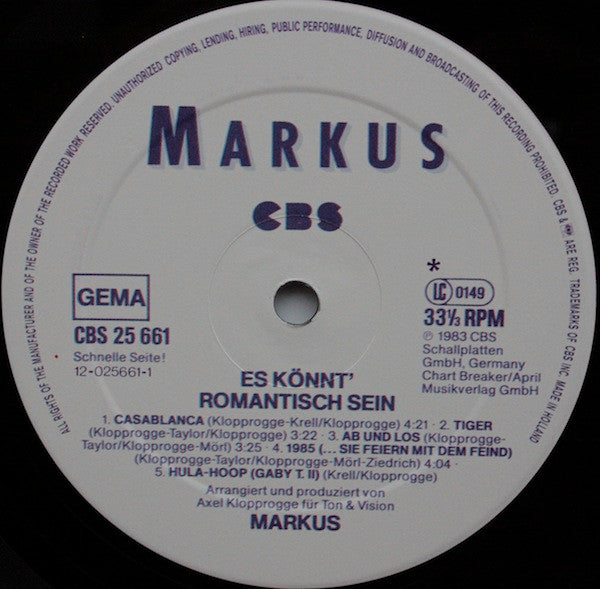 ALL RIGHTS OF THE MANUFACTURER AND OF THE OWNER OF THE RECORDED WORK RESERVED. UNAUTHORIZED COPYING, LENDING, HIRING, PUBLIC PERFORMANCE, DIFFUSION AND BROADCASTING OF THIS RECORDING PROHIBITED. CBS & ARE REG. TRADEMARKS OF CBS INC. MADE IN HOLLAND
MARKUS
CBS
GEMA
CBS 25 661
Schnelle Seite!
12-025661-1
*
LC 0149
33⅓ RPM
℗ 1983 CBS
Schallplatten
GmbH, Germany
Chart Breaker/April
Musikverlag GmbH
ES KÖNNT'
ROMANTISCH SEIN
1. CASABLANCA (Klopprogge-Krell/Klopprogge) 4:21 · 2. TIGER
(Klopprogge-Taylor/Klopprogge) 3:22 · 3. AB UND LOS (Klopprogge-
Taylor/Klopprogge-Mörl) 3:25 · 4. 1985 (... SIE FEIERN MIT DEM FEIND)
(Klopprogge-Taylor/Klopprogge-Mörl-Ziedrich) 4:04 ·
5. HULA-HOOP (GABY T. II) (Krell/Klopprogge)
Arrangiert und produziert von
Axel Klopprogge für Ton & Vision
MARKUS